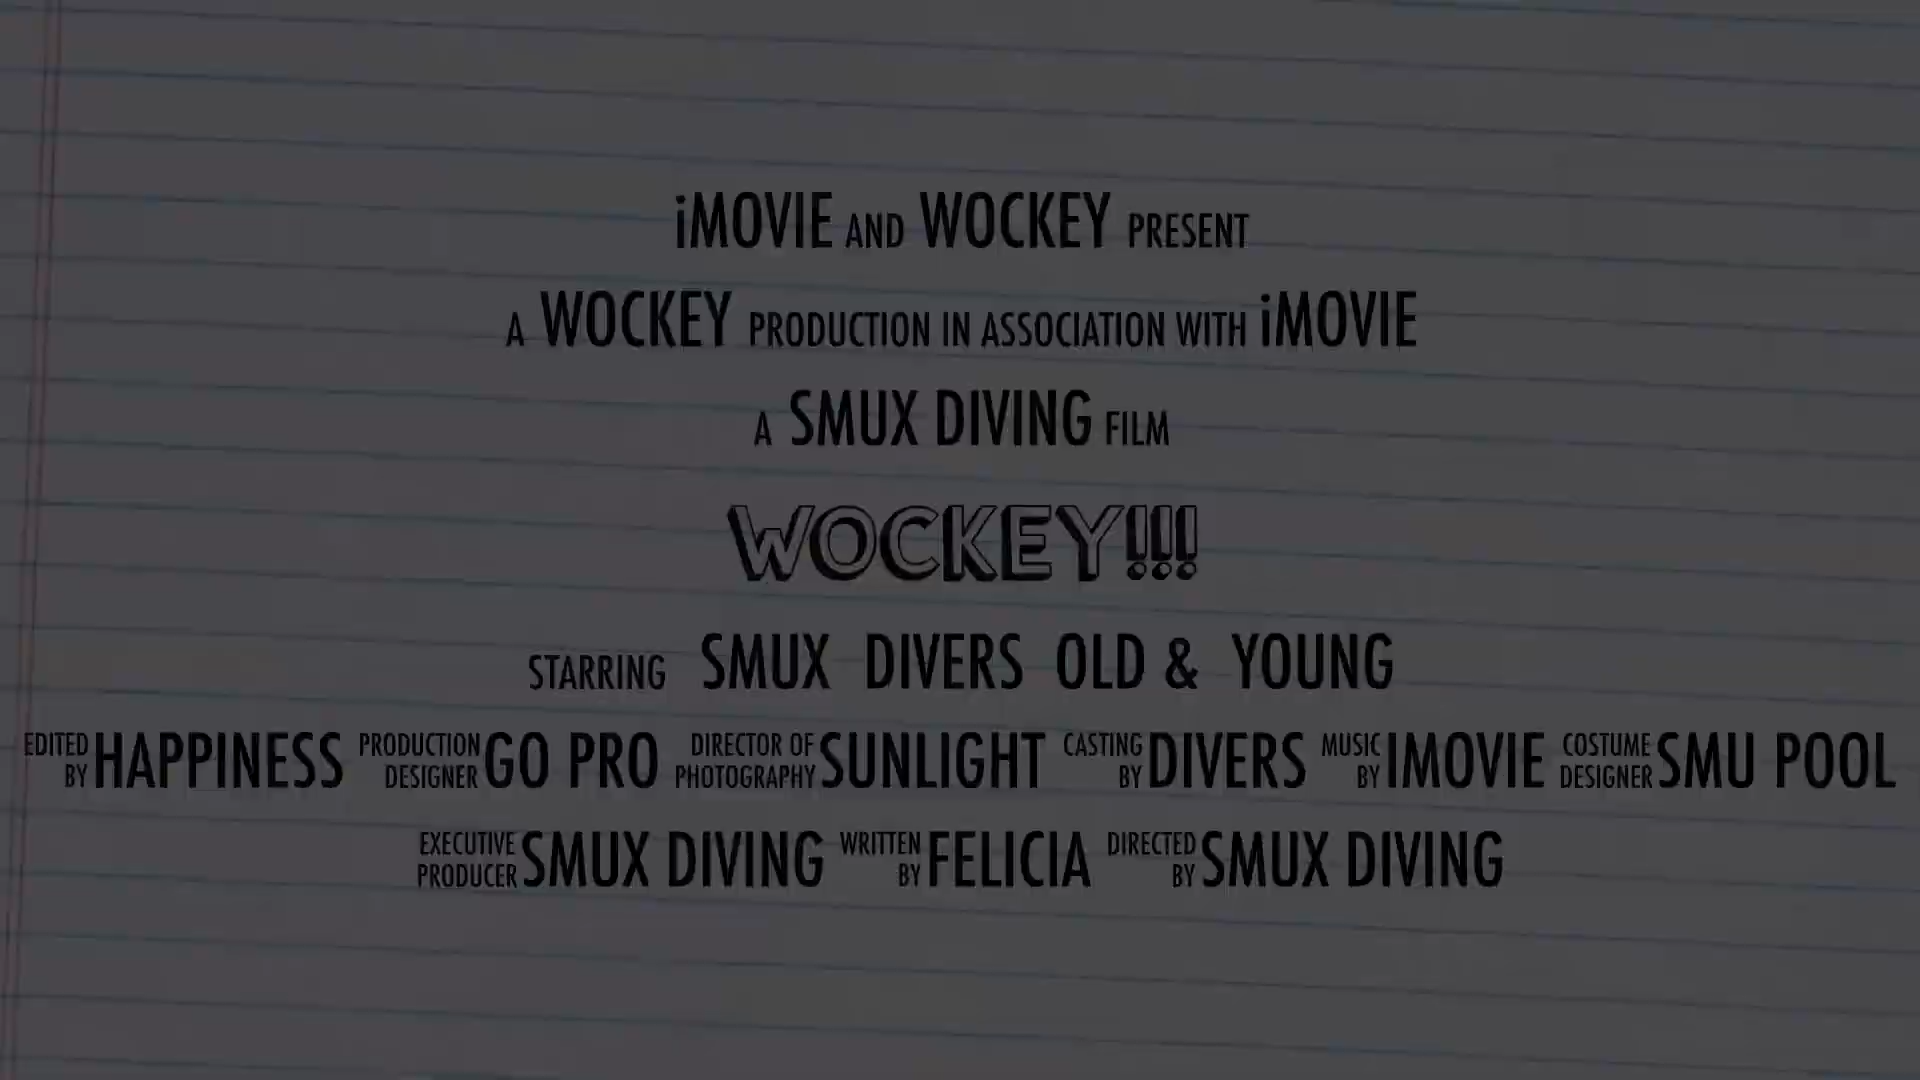 iMOVIE AND WOCKEY PRESENT
A WOCKEY PRODUCTION IN ASSOCIATION WITH iMOVIE
A SMUX DIVING FILM
WOCKEY!!!
STARRING SMUX DIVERS OLD & YOUNG
EDITED BY HAPPINESS PRODUCTION DESIGNER GO PRO DIRECTOR OF PHOTOGRAPHY SUNLIGHT CASTING BY DIVERS MUSIC BY IMOVIE COSTUME DESIGNER SMU POOL
EXECUTIVE PRODUCER SMUX DIVING WRITTEN BY FELICIA DIRECTED BY SMUX DIVING